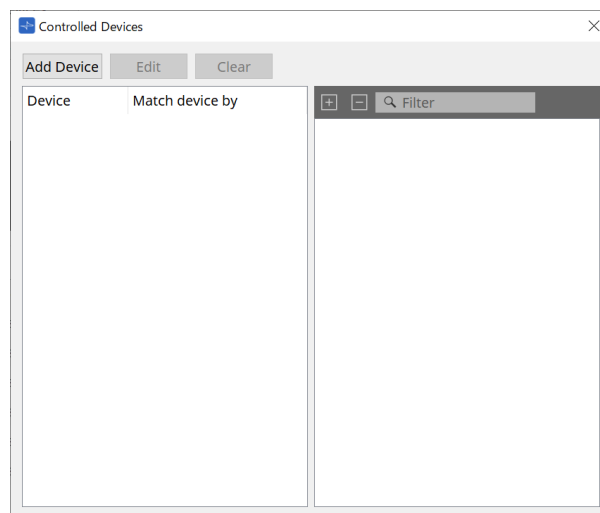 Controlled Devices
Add Device Edit Clear
Device Match device by
Filter